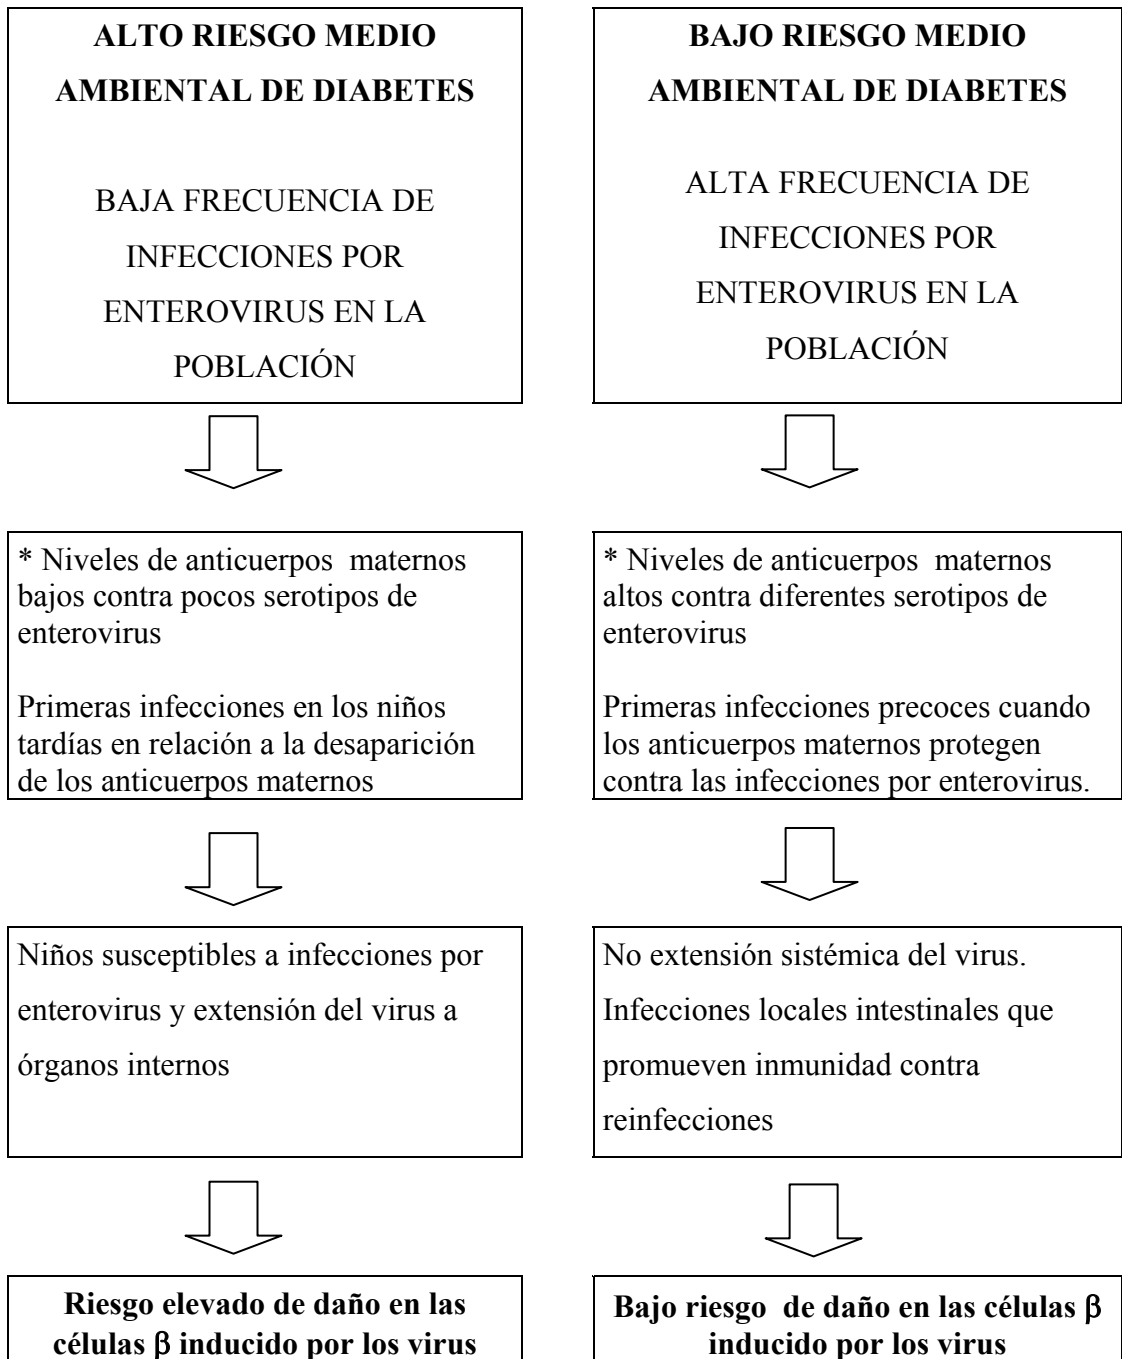 ALTO RIESGO MEDIO
AMBIENTAL DE DIABETES
BAJA FRECUENCIA DE
INFECCIONES POR
ENTEROVIRUS EN LA
POBLACIÓN
* Niveles de anticuerpos maternos
bajos contra pocos serotipos de
enterovirus
Primeras infecciones en los niños
tardías en relación a la desaparición
de los anticuerpos maternos
Niños susceptibles a infecciones por
enterovirus y extensión del virus a
órganos internos
Riesgo elevado de daño en las
células β inducido por los virus
BAJO RIESGO MEDIO
AMBIENTAL DE DIABETES
ALTA FRECUENCIA DE
INFECCIONES POR
ENTEROVIRUS EN LA
POBLACIÓN
* Niveles de anticuerpos maternos
altos contra diferentes serotipos de
enterovirus
Primeras infecciones precoces cuando
los anticuerpos maternos protegen
contra las infecciones por enterovirus.
No extensión sistémica del virus.
Infecciones locales intestinales que
promueven inmunidad contra
reinfecciones
Bajo riesgo de daño en las células β
inducido por los virus